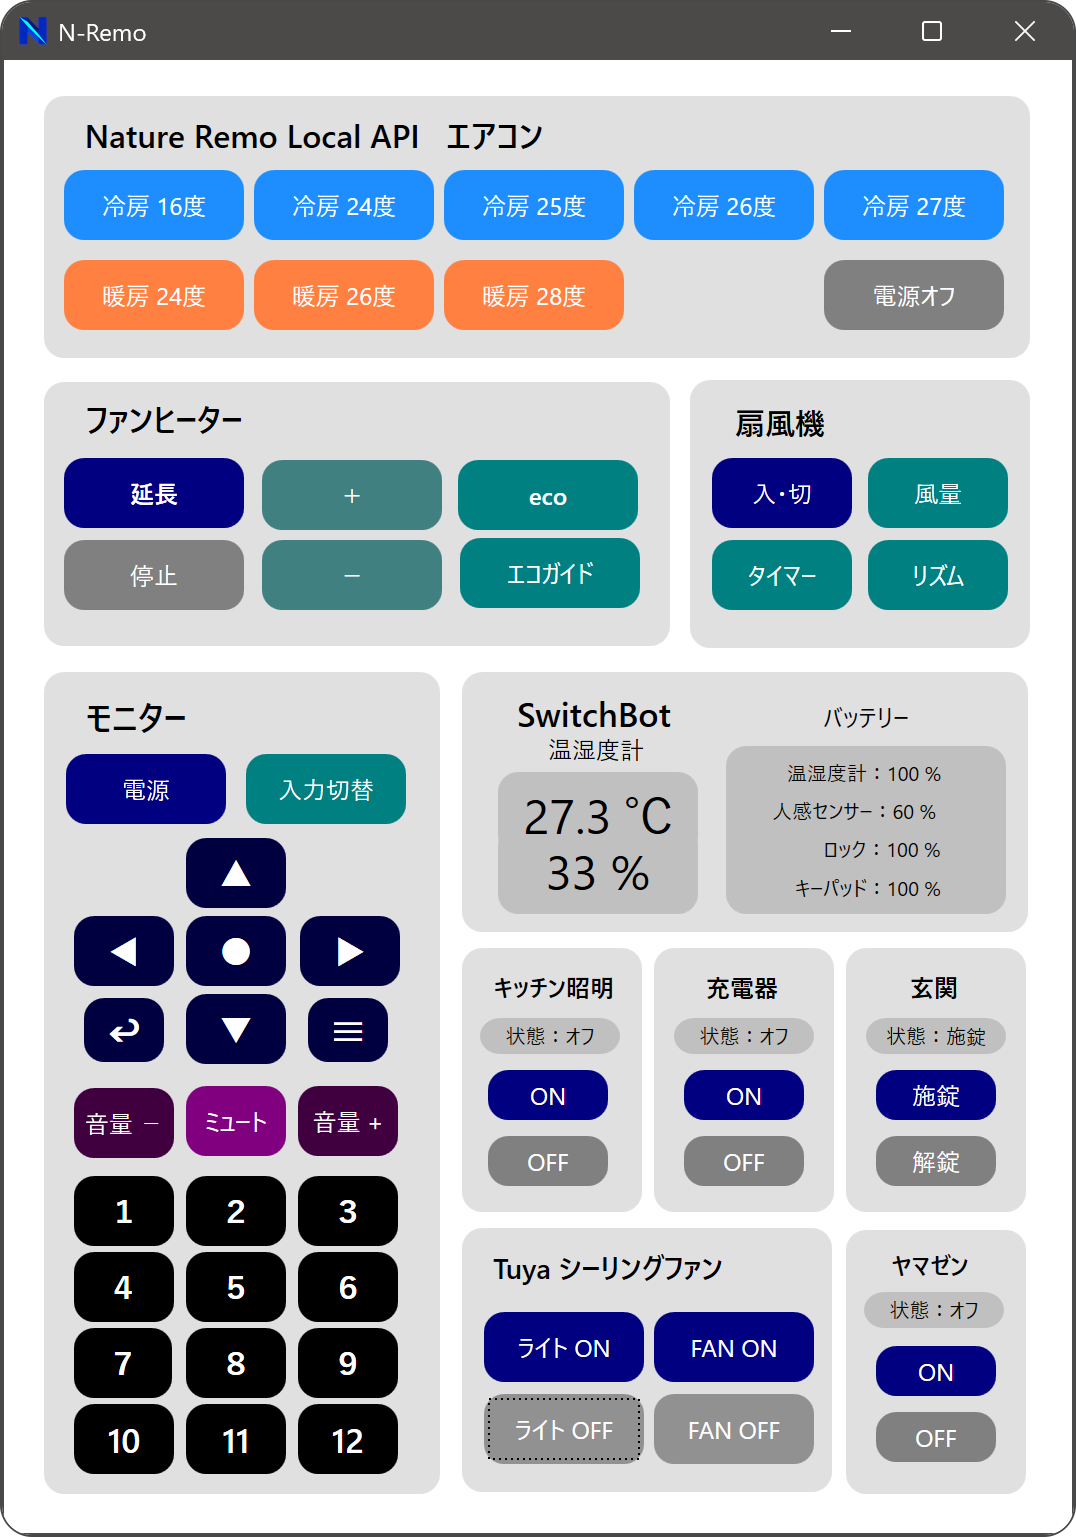 N-Remo
Nature Remo Local API エアコン
冷房 16度 冷房 24度 冷房 25度 冷房 26度 冷房 27度
暖房 24度 暖房 26度 暖房 28度 電源オフ
ファンヒーター
延長 + eco
停止 − エコガイド
扇風機
入・切 風量
タイマー リズム
モニター
電源 入力切替
音量 − ミュート 音量 +
1 2 3
4 5 6
7 8 9
10 11 12
SwitchBot
温湿度計
27.3 ℃
33 %
バッテリー
温湿度計：100 %
人感センサー：60 %
ロック：100 %
キーパッド：100 %
キッチン昭明
状態：オフ
ON
OFF
充電器
状態：オフ
ON
OFF
玄関
状態：施錠
施錠
解錠
Tuya シーリングファン
ライト ON FAN ON
ライト OFF FAN OFF
ヤマゼン
状態：オフ
ON
OFF